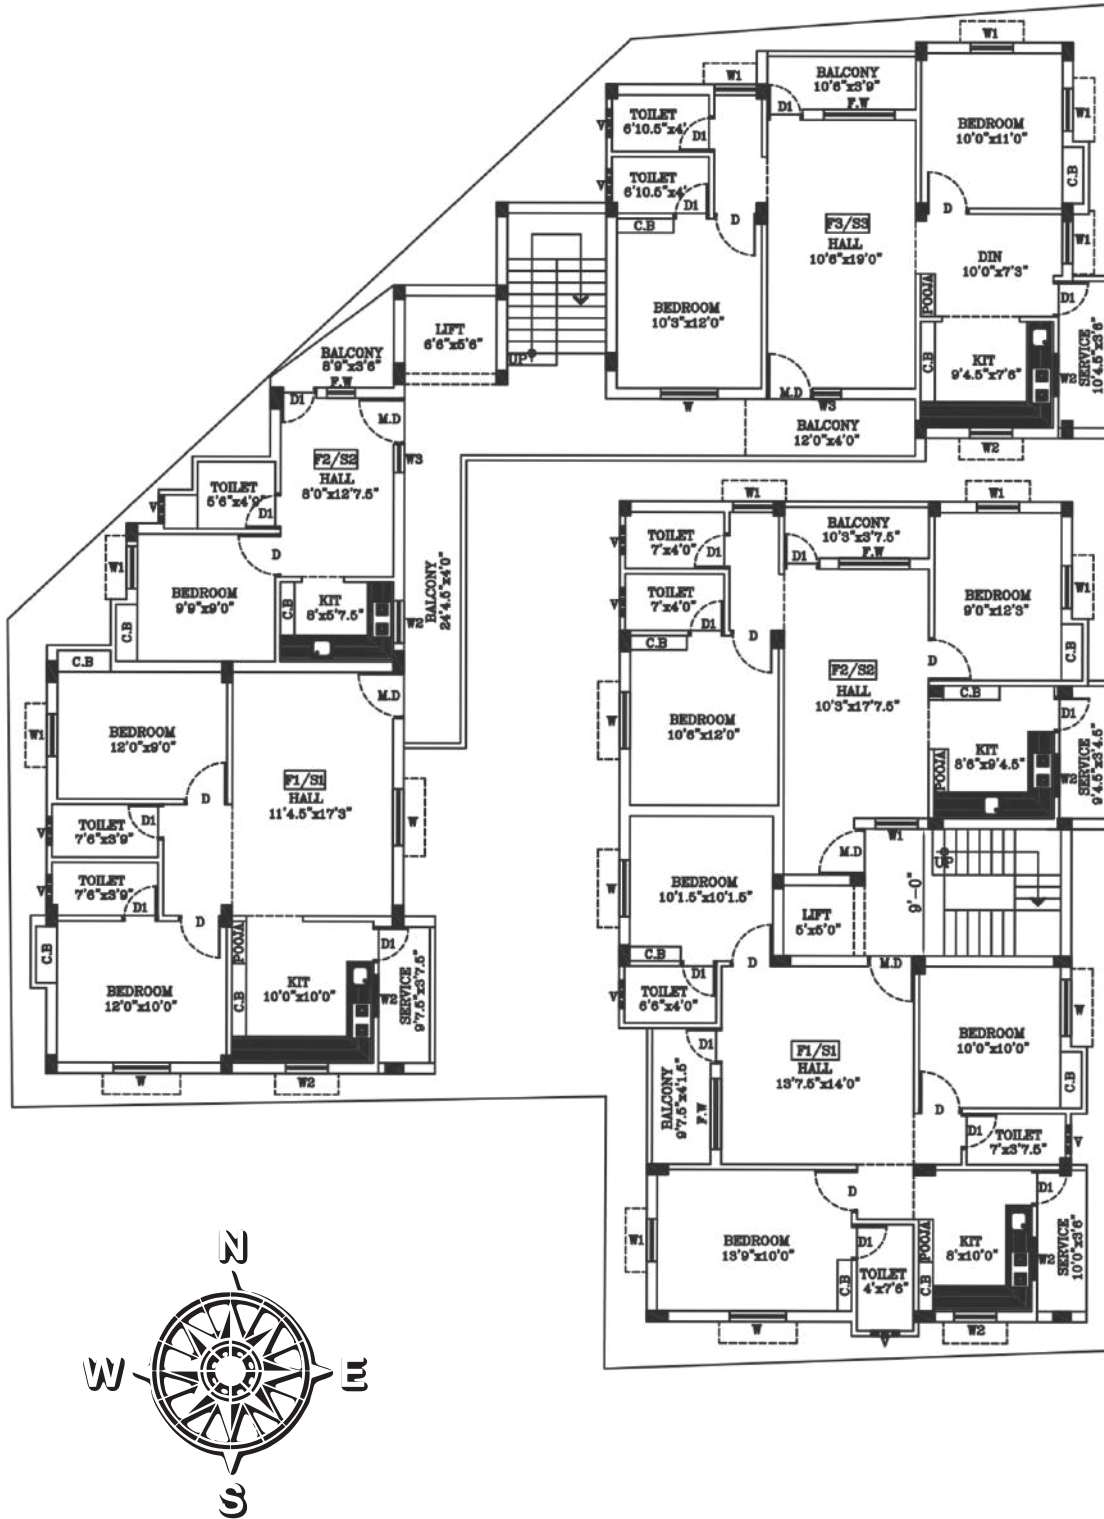 W1
BALCONY
10'6"x3'9"
F.W
D1
W1
TOILET
6'10.5"x4'
V
D1
TOILET
6'10.5"x4'
V
D1
C.B
D
BEDROOM
10'0"x11'0"
W1
C.B
D
F3/S3
HALL
10'6"x19'0"
DIN
10'0"x7'3"
W1
POOJA
D1
BEDROOM
10'3"x12'0"
W
UP
LIFT
6'6"x5'6"
C.B
KIT
9'4.5"x7'6"
W2
SERVICE
10'4.5"x3'6"
M.D
W3
BALCONY
12'0"x4'0"
W2
BALCONY
8'9"x3'6"
F.W
D1
M.D
F2/S2
HALL
8'0"x12'7.5"
W3
TOILET
5'6"x4'9"
V
D1
D
W1
BEDROOM
9'9"x9'0"
C.B
C.B
KIT
8'x5'7.5"
W2
BALCONY
24'4.5"x4'0"
C.B
M.D
W1
BEDROOM
12'0"x9'0"
D
F1/S1
HALL
11'4.5"x17'3"
W
V
TOILET
7'6"x3'9"
D1
V
TOILET
7'6"x3'9"
D1
D
C.B
BEDROOM
12'0"x10'0"
W
POOJA
C.B
KIT
10'0"x10'0"
D1
W2
SERVICE
9'7.5"x3'7.5"
W2
W1
W1
TOILET
7'x4'0"
V
D1
TOILET
7'x4'0"
V
D1
C.B
D
BALCONY
10'3"x3'7.5"
F.W
D1
BEDROOM
9'0"x12'3"
W1
C.B
D
F2/S2
HALL
10'3"x17'7.5"
W
BEDROOM
10'6"x12'0"
C.B
D1
KIT
8'6"x9'4.5"
POOJA
W2
SERVICE
9'4.5"x3'4.5"
W1
M.D
UP
9'-0"
W
BEDROOM
10'1.5"x10'1.5"
LIFT
5'x5'0"
C.B
D1
D
M.D
TOILET
6'6"x4'0"
V
W
BEDROOM
10'0"x10'0"
C.B
D1
F1/S1
HALL
13'7.5"x14'0"
BALCONY
9'7.5"x4'1.5"
F.W
D
D1
TOILET
7'x3'7.5"
V
D
W1
BEDROOM
13'9"x10'0"
C.B
W
D1
TOILET
4'x7'6"
V
POOJA
C.B
KIT
8'x10'0"
D1
W2
SERVICE
10'0"x3'6"
W2
N
W
E
S